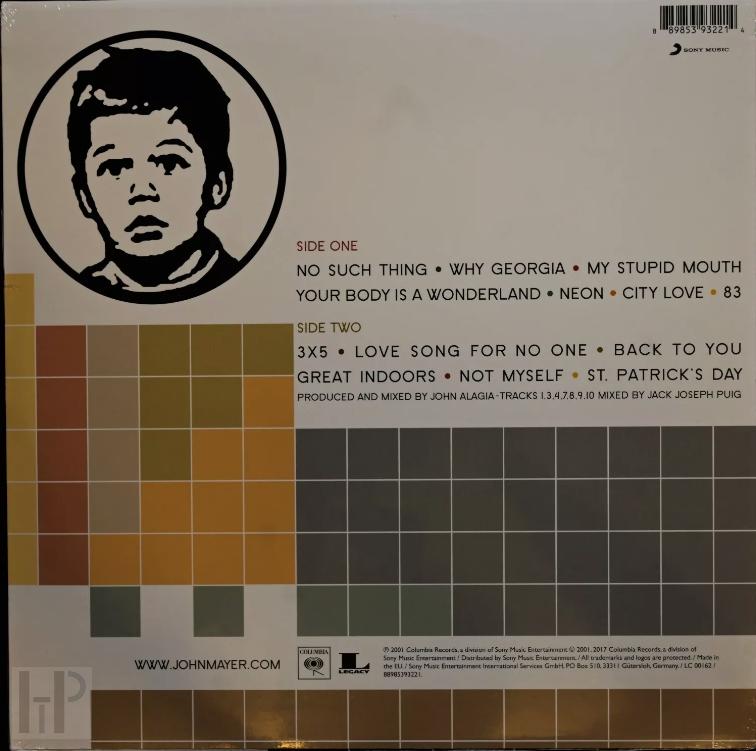 8 89853 93221 4
SONY MUSIC
SIDE ONE
NO SUCH THING • WHY GEORGIA • MY STUPID MOUTH
YOUR BODY IS A WONDERLAND • NEON • CITY LOVE • 83
SIDE TWO
3X5 • LOVE SONG FOR NO ONE • BACK TO YOU
GREAT INDOORS • NOT MYSELF • ST. PATRICK'S DAY
PRODUCED AND MIXED BY JOHN ALAGIA-TRACKS 1,3,4,7,8,9,10 MIXED BY JACK JOSEPH PUIG
WWW.JOHNMAYER.COM
COLUMBIA
LEGACY
℗ 2001 Columbia Records, a division of Sony Music Entertainment © 2001, 2017 Columbia Records, a division of
Sony Music Entertainment / Distributed by Sony Music Entertainment. / All trademarks and logos are protected. / Made in
the EU. / Sony Music Entertainment International Services GmbH, PO Box 510, 33311 Gütersloh, Germany. / LC 00162 /
88985393221.
HTP